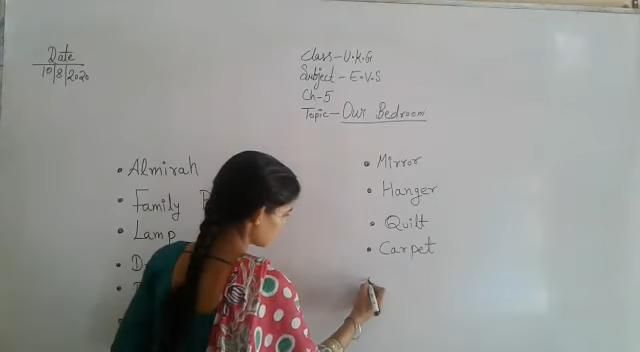 Date
10/8/2020
Class - U.K.G
Subject - E.V.S
Ch-5
Topic - Our Bedroom
• Almirah
• Family
• Lamp
• Mirror
• Hanger
• Quilt
• Carpet